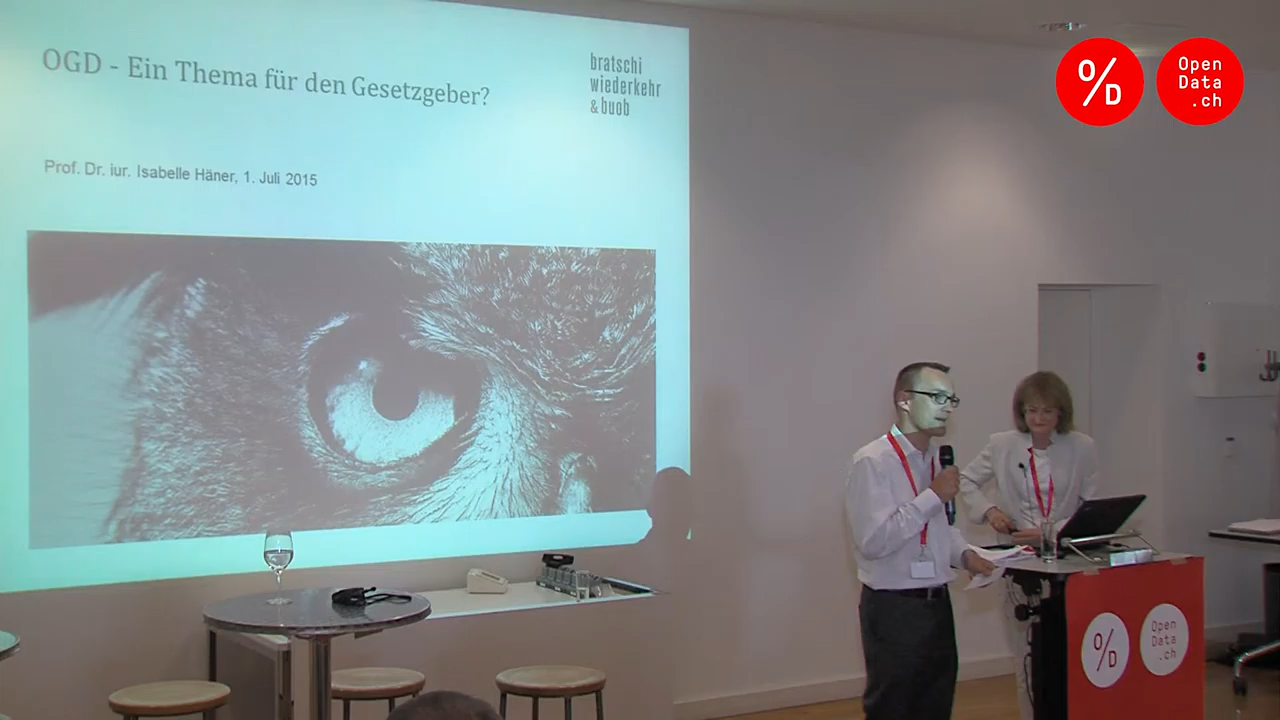 OGD - Ein Thema für den Gesetzgeber?
bratschi
wiederkehr
& buob
Prof. Dr. iur. Isabelle Häner, 1. Juli 2015
%D
Open
Data
.ch
%D
Open
Data
.ch